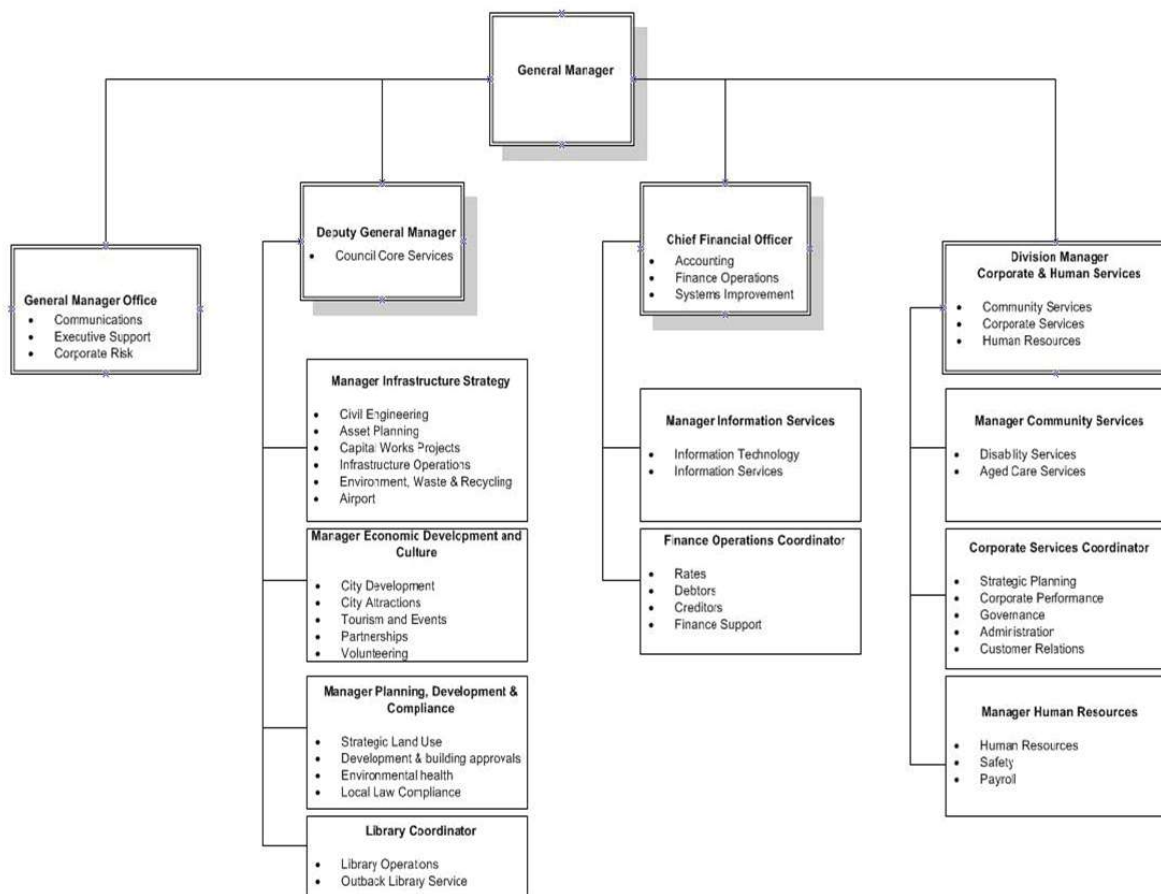 General Manager
General Manager Office
• Communications
• Executive Support
• Corporate Risk
Deputy General Manager
• Council Core Services
Manager Infrastructure Strategy
• Civil Engineering
• Asset Planning
• Capital Works Projects
• Infrastructure Operations
• Environment, Waste & Recycling
• Airport
Manager Economic Development and
Culture
• City Development
• City Attractions
• Tourism and Events
• Partnerships
• Volunteering
Manager Planning, Development &
Compliance
• Strategic Land Use
• Development & building approvals
• Environmental health
• Local Law Compliance
Library Coordinator
• Library Operations
• Outback Library Service
Chief Financial Officer
• Accounting
• Finance Operations
• Systems Improvement
Manager Information Services
• Information Technology
• Information Services
Finance Operations Coordinator
• Rates
• Debtors
• Creditors
• Finance Support
Division Manager
Corporate & Human Services
• Community Services
• Corporate Services
• Human Resources
Manager Community Services
• Disability Services
• Aged Care Services
Corporate Services Coordinator
• Strategic Planning
• Corporate Performance
• Governance
• Administration
• Customer Relations
Manager Human Resources
• Human Resources
• Safety
• Payroll